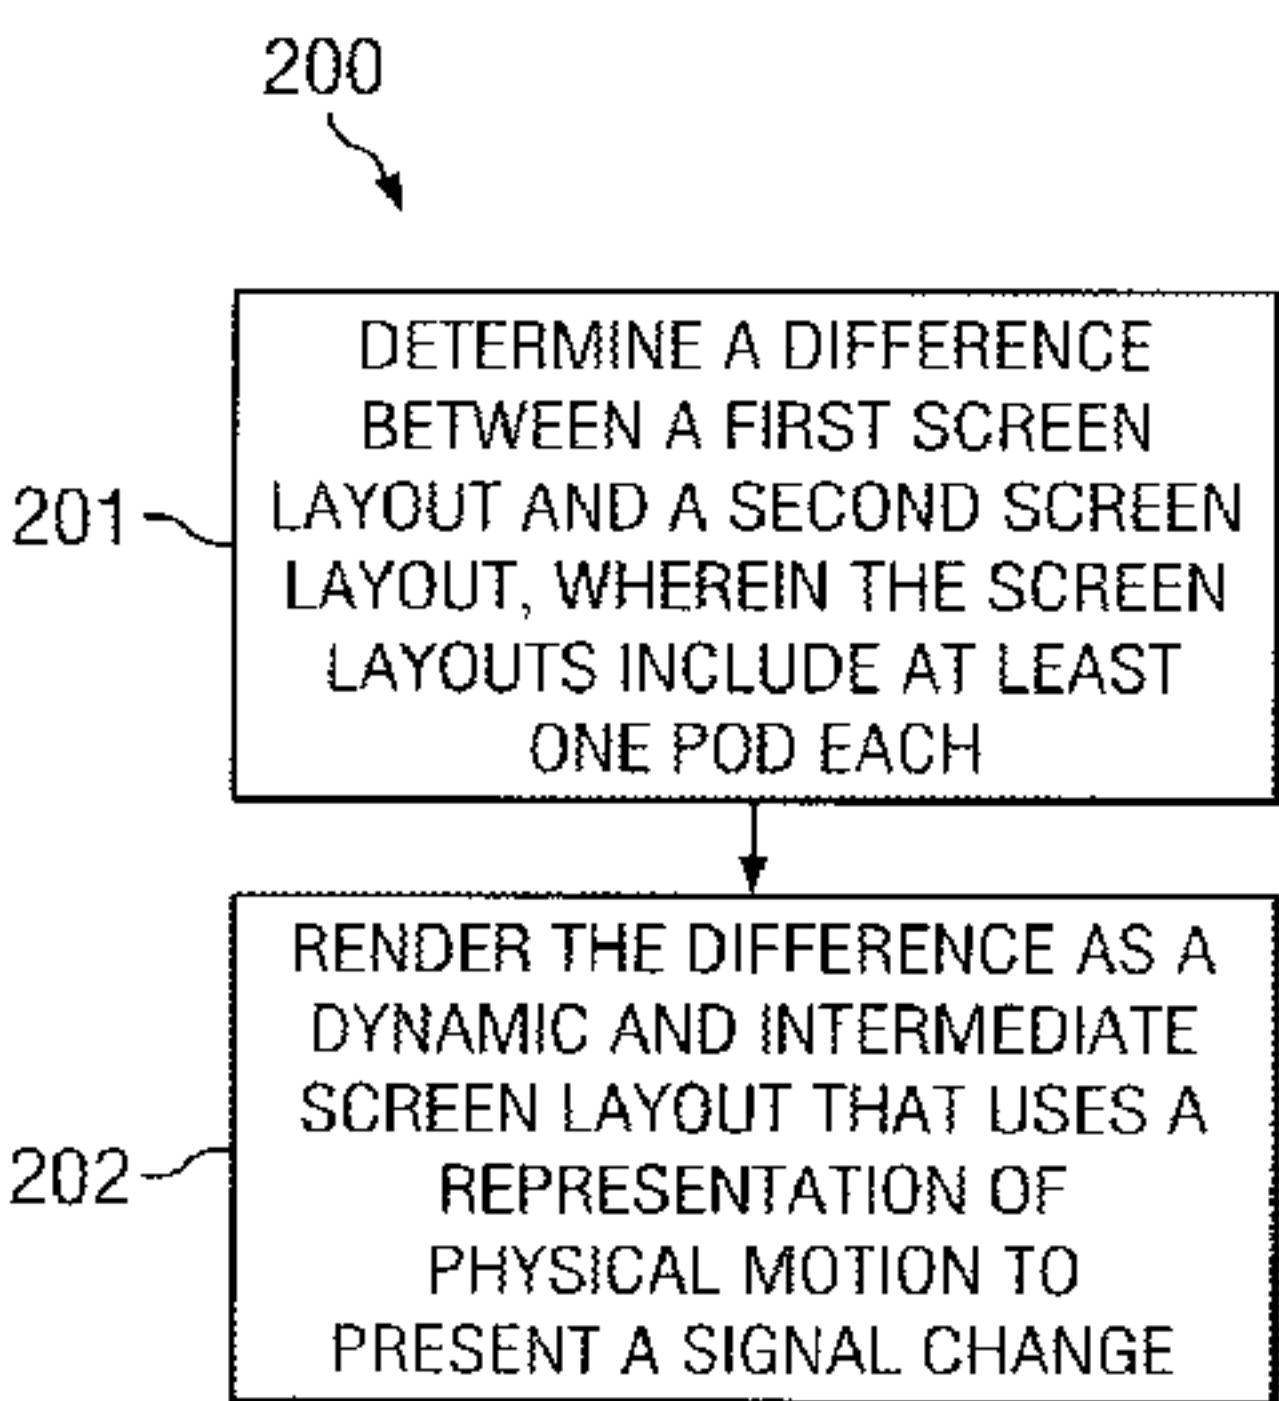 200
201
DETERMINE A DIFFERENCE
BETWEEN A FIRST SCREEN
LAYOUT AND A SECOND SCREEN
LAYOUT, WHEREIN THE SCREEN
LAYOUTS INCLUDE AT LEAST
ONE POD EACH
202
RENDER THE DIFFERENCE AS A
DYNAMIC AND INTERMEDIATE
SCREEN LAYOUT THAT USES A
REPRESENTATION OF
PHYSICAL MOTION TO
PRESENT A SIGNAL CHANGE